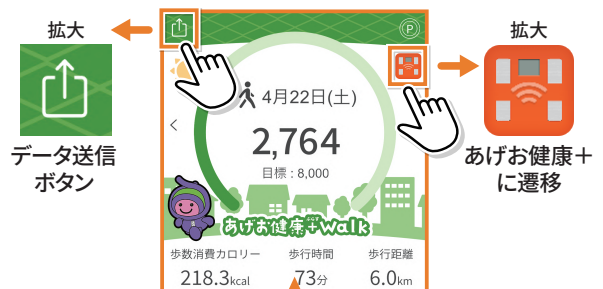 拡大
拡大
P
データ送信
ボタン
4月22日(土)
2,764
目標 : 8,000
あげお健康＋
に遷移
あげお健康+Walk
歩数消費カロリー
歩行時間
歩行距離
218.3kcal
73分
6.0km